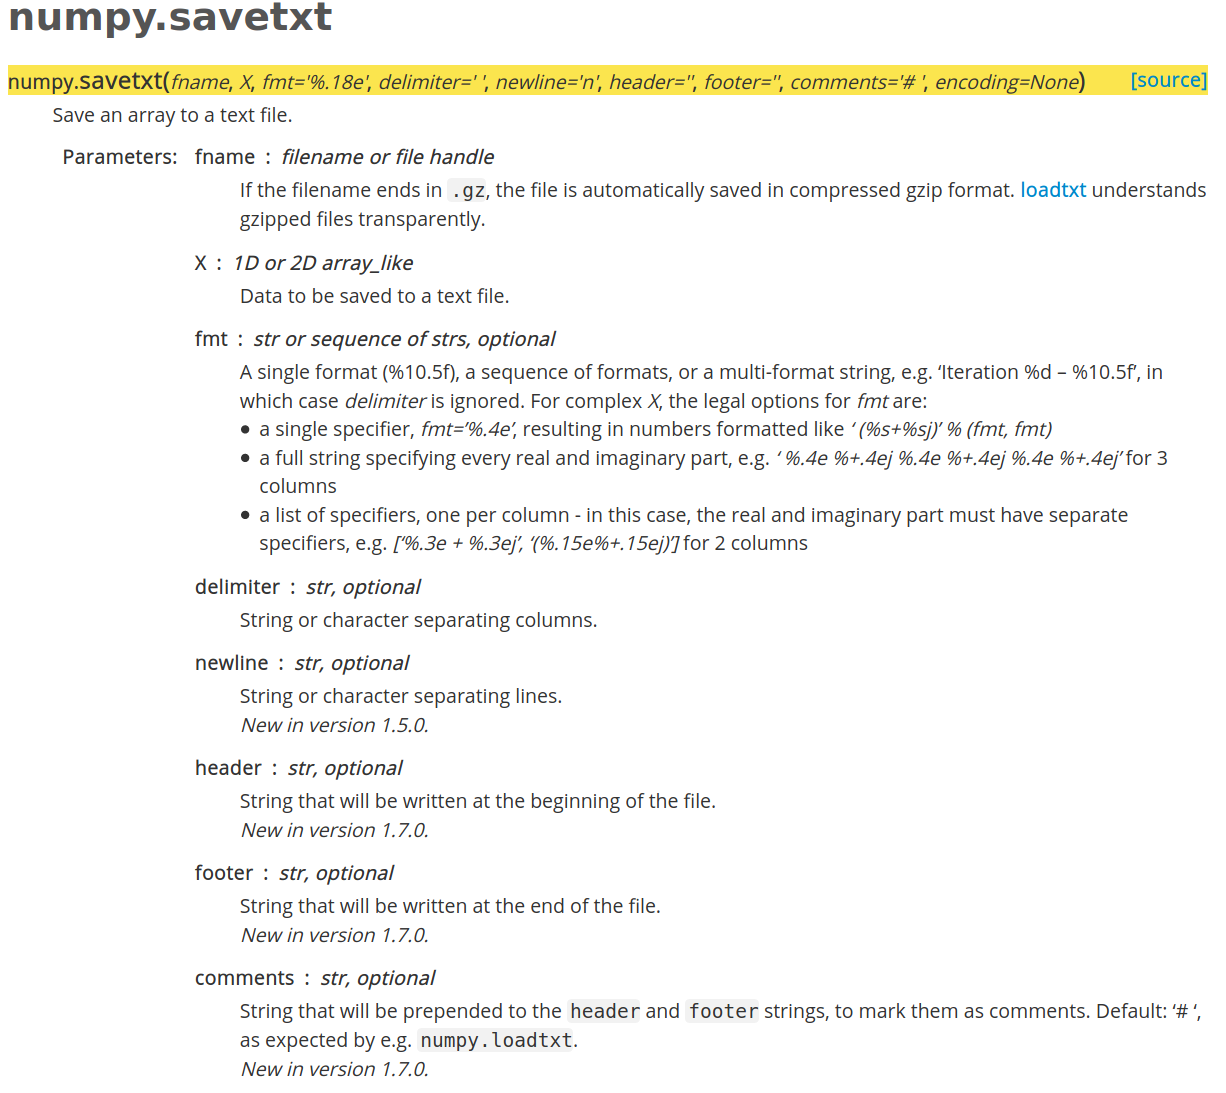 numpy.savetxt
numpy.savetxt(fname, X, fmt='%.18e', delimiter=' ', newline='n', header='', footer='', comments='# ', encoding=None) [source]
Save an array to a text file.
Parameters: fname : filename or file handle
If the filename ends in .gz, the file is automatically saved in compressed gzip format. loadtxt understands
gzipped files transparently.
X : 1D or 2D array_like
Data to be saved to a text file.
fmt : str or sequence of strs, optional
A single format (%10.5f), a sequence of formats, or a multi-format string, e.g. ‘Iteration %d – %10.5f’, in
which case delimiter is ignored. For complex X, the legal options for fmt are:
• a single specifier, fmt=’%.4e’, resulting in numbers formatted like ‘ (%s+%sj)’ % (fmt, fmt)
• a full string specifying every real and imaginary part, e.g. ‘ %.4e %+.4ej %.4e %+.4ej %.4e %+.4ej’ for 3
columns
• a list of specifiers, one per column - in this case, the real and imaginary part must have separate
specifiers, e.g. [‘%.3e + %.3ej’, ‘(%.15e%+.15ej)’] for 2 columns
delimiter : str, optional
String or character separating columns.
newline : str, optional
String or character separating lines.
New in version 1.5.0.
header : str, optional
String that will be written at the beginning of the file.
New in version 1.7.0.
footer : str, optional
String that will be written at the end of the file.
New in version 1.7.0.
comments : str, optional
String that will be prepended to the header and footer strings, to mark them as comments. Default: ‘# ‘,
as expected by e.g. numpy.loadtxt.
New in version 1.7.0.